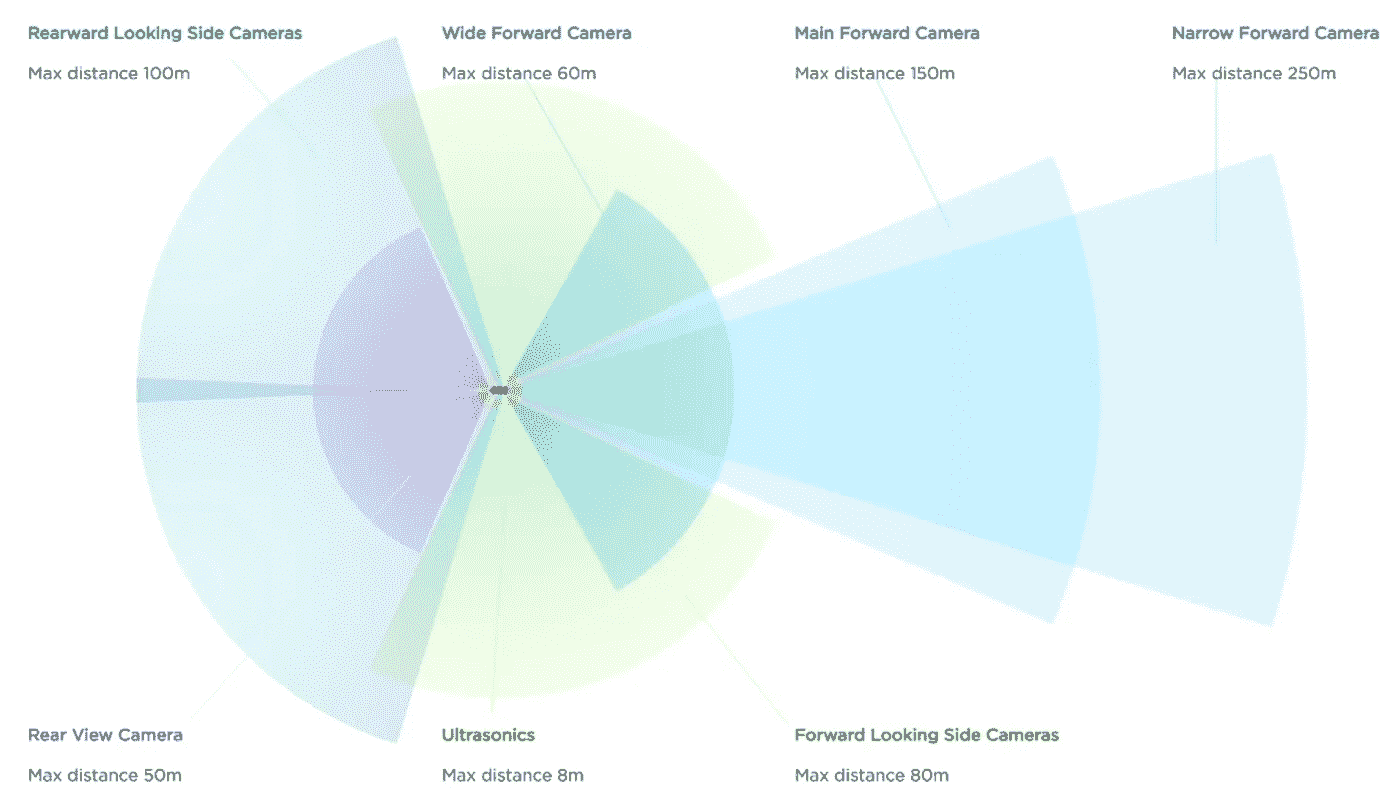 Rearward Looking Side Cameras
Max distance 100m
Wide Forward Camera
Max distance 60m
Main Forward Camera
Max distance 150m
Narrow Forward Camera
Max distance 250m
Rear View Camera
Max distance 50m
Ultrasonics
Max distance 8m
Forward Looking Side Cameras
Max distance 80m